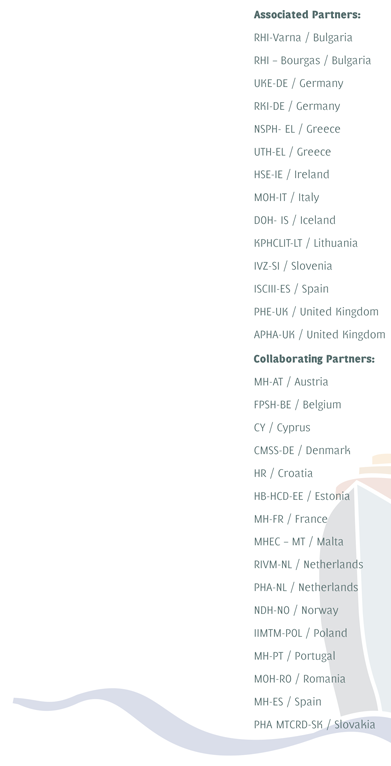 Associated Partners:
RHI-Varna / Bulgaria
RHI – Bourgas / Bulgaria
UKE-DE / Germany
RKI-DE / Germany
NSPH- EL / Greece
UTH-EL / Greece
HSE-IE / Ireland
MOH-IT / Italy
DOH- IS / Iceland
KPHCLIT-LT / Lithuania
IVZ-SI / Slovenia
ISCIII-ES / Spain
PHE-UK / United Kingdom
APHA-UK / United Kingdom
Collaborating Partners:
MH-AT / Austria
FPSH-BE / Belgium
CY / Cyprus
CMSS-DE / Denmark
HR / Croatia
HB-HCD-EE / Estonia
MH-FR / France
MHEC – MT / Malta
RIVM-NL / Netherlands
PHA-NL / Netherlands
NDH-NO / Norway
IIMTM-POL / Poland
MH-PT / Portugal
MOH-RO / Romania
MH-ES / Spain
PHA MTCRD-SK / Slovakia